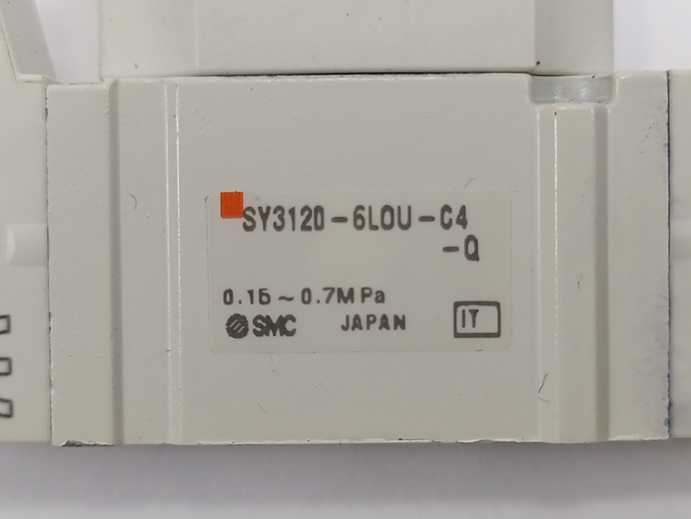 SY3120-6LOU-C4
-Q
0.15~0.7MPa
SMC JAPAN IT